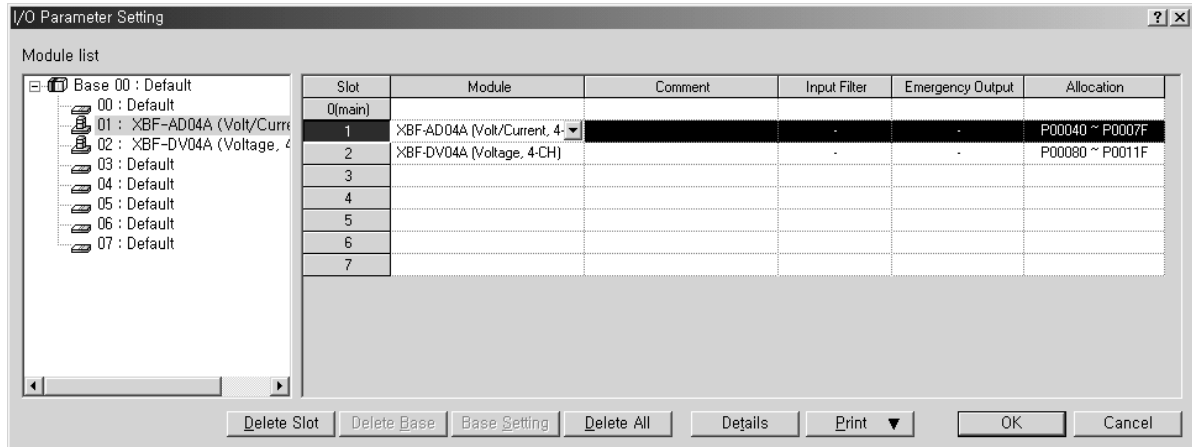 I/O Parameter Setting
Module list
Base 00 : Default
00 : Default
01 : XBF-AD04A (Volt/Curre
02 : XBF-DV04A (Voltage, 4
03 : Default
04 : Default
05 : Default
06 : Default
07 : Default
Slot Module Comment Input Filter Emergency Output Allocation
0(main)
1 XBF-AD04A (Volt/Current, 4- - - P00040 ~ P0007F
2 XBF-DV04A (Voltage, 4-CH) - - P00080 ~ P0011F
3
4
5
6
7
Delete Slot Delete Base Base Setting Delete All Details Print ▼ OK Cancel